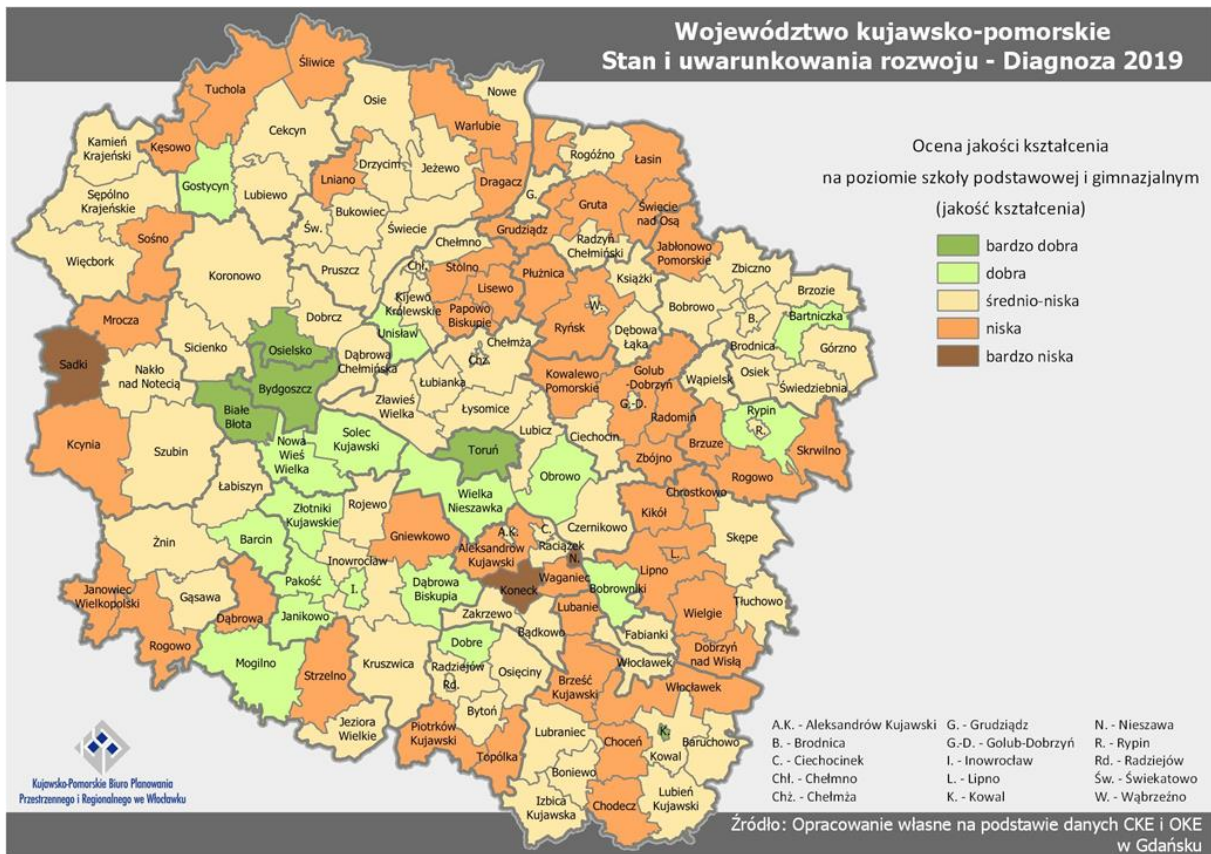 Województwo kujawsko-pomorskie
Stan i uwarunkowania rozwoju - Diagnoza 2019
Ocena jakości kształcenia
na poziomie szkoły podstawowej i gimnazjalnym
(jakość kształcenia)
bardzo dobra
dobra
średnio-niska
niska
bardzo niska
Śliwice
Tuchola
Nowe
Osie
Cekcyn
Warlubie
Kamień
Krajeński
Kęsowo
Rogóźno
Łasin
Drzycim
Jeżewo
Lniano
Dragacz
G.
Gostycyn
Lubiewo
Sępólno
Krajeńskie
Gruta
Święcie
nad Osą
Bukowiec
Św.
Świecie
Grudziądz
Sośno
Radzyń
Chełmiński
Jabłonowo
Pomorskie
Chełmno
Więcbork
Koronowo
Pruszcz
Chł.
Stolno
Płużnica
Książki
Zbiczno
Brzozie
Lisewo
Kijewo
Królewskie
Bobrowo
Bartniczka
Mrocza
Dobrcz
Papowo
Biskupie
W.
B.
Unisław
Ryńsk
Dębowa
Łąka
Brodnica
Górzno
Sicienko
Osielsko
Chełmża
Chż.
Sadki
Nakło
nad Notecią
Dąbrowa
Chełmińska
Osiek
Wąpielsk
Świedziebnia
Łubianka
Kowalewo
Pomorskie
Golub
-Dobrzyń
Bydgoszcz
Zławieś
Wielka
Łysomice
G.-D.
Radomin
Rypin
R.
Białe
Błota
Lubicz
Ciechocin
Brzuze
Skrwilno
Kcynia
Szubin
Nowa
Wieś
Wielka
Solec
Kujawski
Toruń
Zbójno
Rogowo
Obrowo
Łabiszyn
Wielka
Nieszawka
Chrostkowo
Złotniki
Kujawskie
Rojewo
Kikół
Czernikowo
Gniewkowo
A.K.
C.
Skępe
Żnin
Barcin
Aleksandrów
Kujawski
Raciążek
N.
L.
Inowrocław
Lipno
Pakość
I.
Dąbrowa
Biskupia
Koneck
Waganiec
Bobrowniki
Janowiec
Wielkopolski
Gąsawa
Dąbrowa
Janikowo
Lubanie
Wielgie
Tłuchowo
Zakrzewo
Bądkowo
Fabianki
Rogowo
Mogilno
Dobre
Dobrzyń
nad Wisłą
Strzelno
Kruszwica
Radziejów
Rd.
Osięciny
Włocławek
Brześć
Kujawski
Włocławek
Bytoń
Jeziora
Wielkie
Piotrków
Kujawski
Lubraniec
Choceń
K.
Kowal
Baruchowo
Topólka
Boniewo
Izbica
Kujawska
Chodecz
Lubień
Kujawski
A.K. - Aleksandrów Kujawski
B. - Brodnica
C. - Ciechocinek
Chł. - Chełmno
Chż. - Chełmża
G. - Grudziądz
G.-D. - Golub-Dobrzyń
I. - Inowrocław
L. - Lipno
K. - Kowal
N. - Nieszawa
R. - Rypin
Rd. - Radziejów
Św. - Świekatowo
W. - Wąbrzeźno
Kujawsko-Pomorskie Biuro Planowania
Przestrzennego i Regionalnego we Włocławku
Źródło: Opracowanie własne na podstawie danych CKE i OKE
w Gdańsku